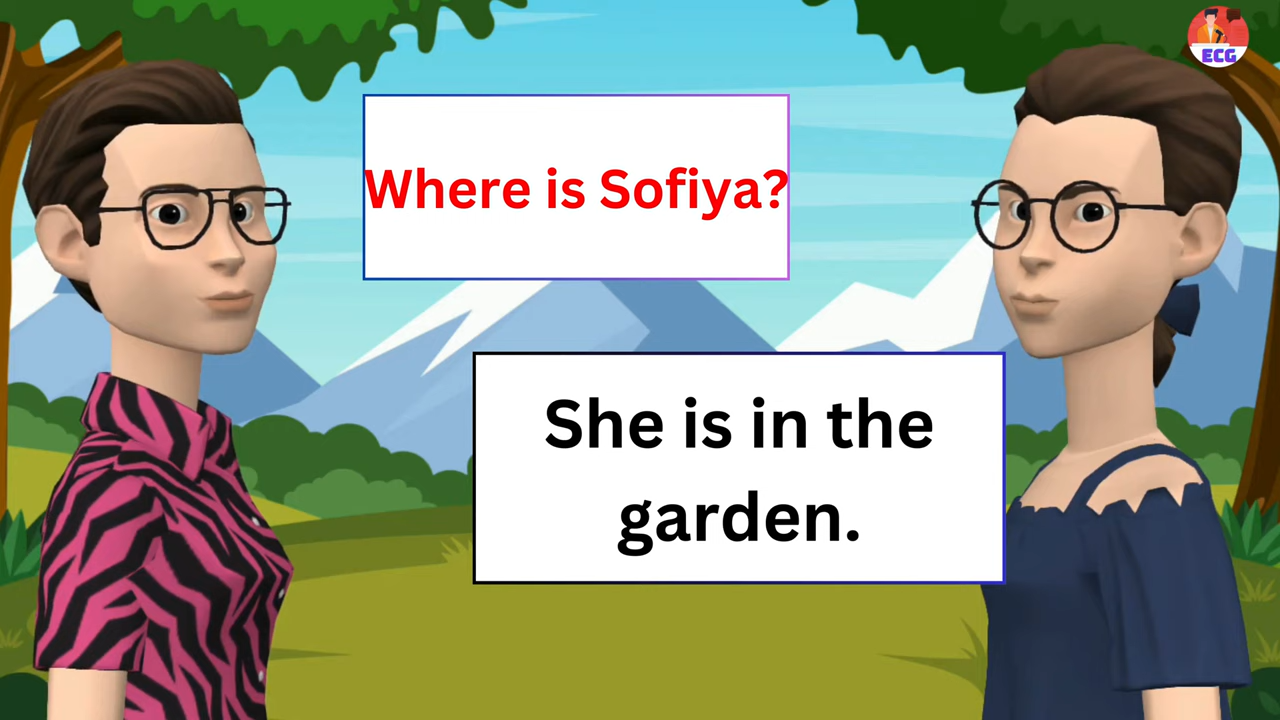 ECG
Where is Sofiya?
She is in the
garden.